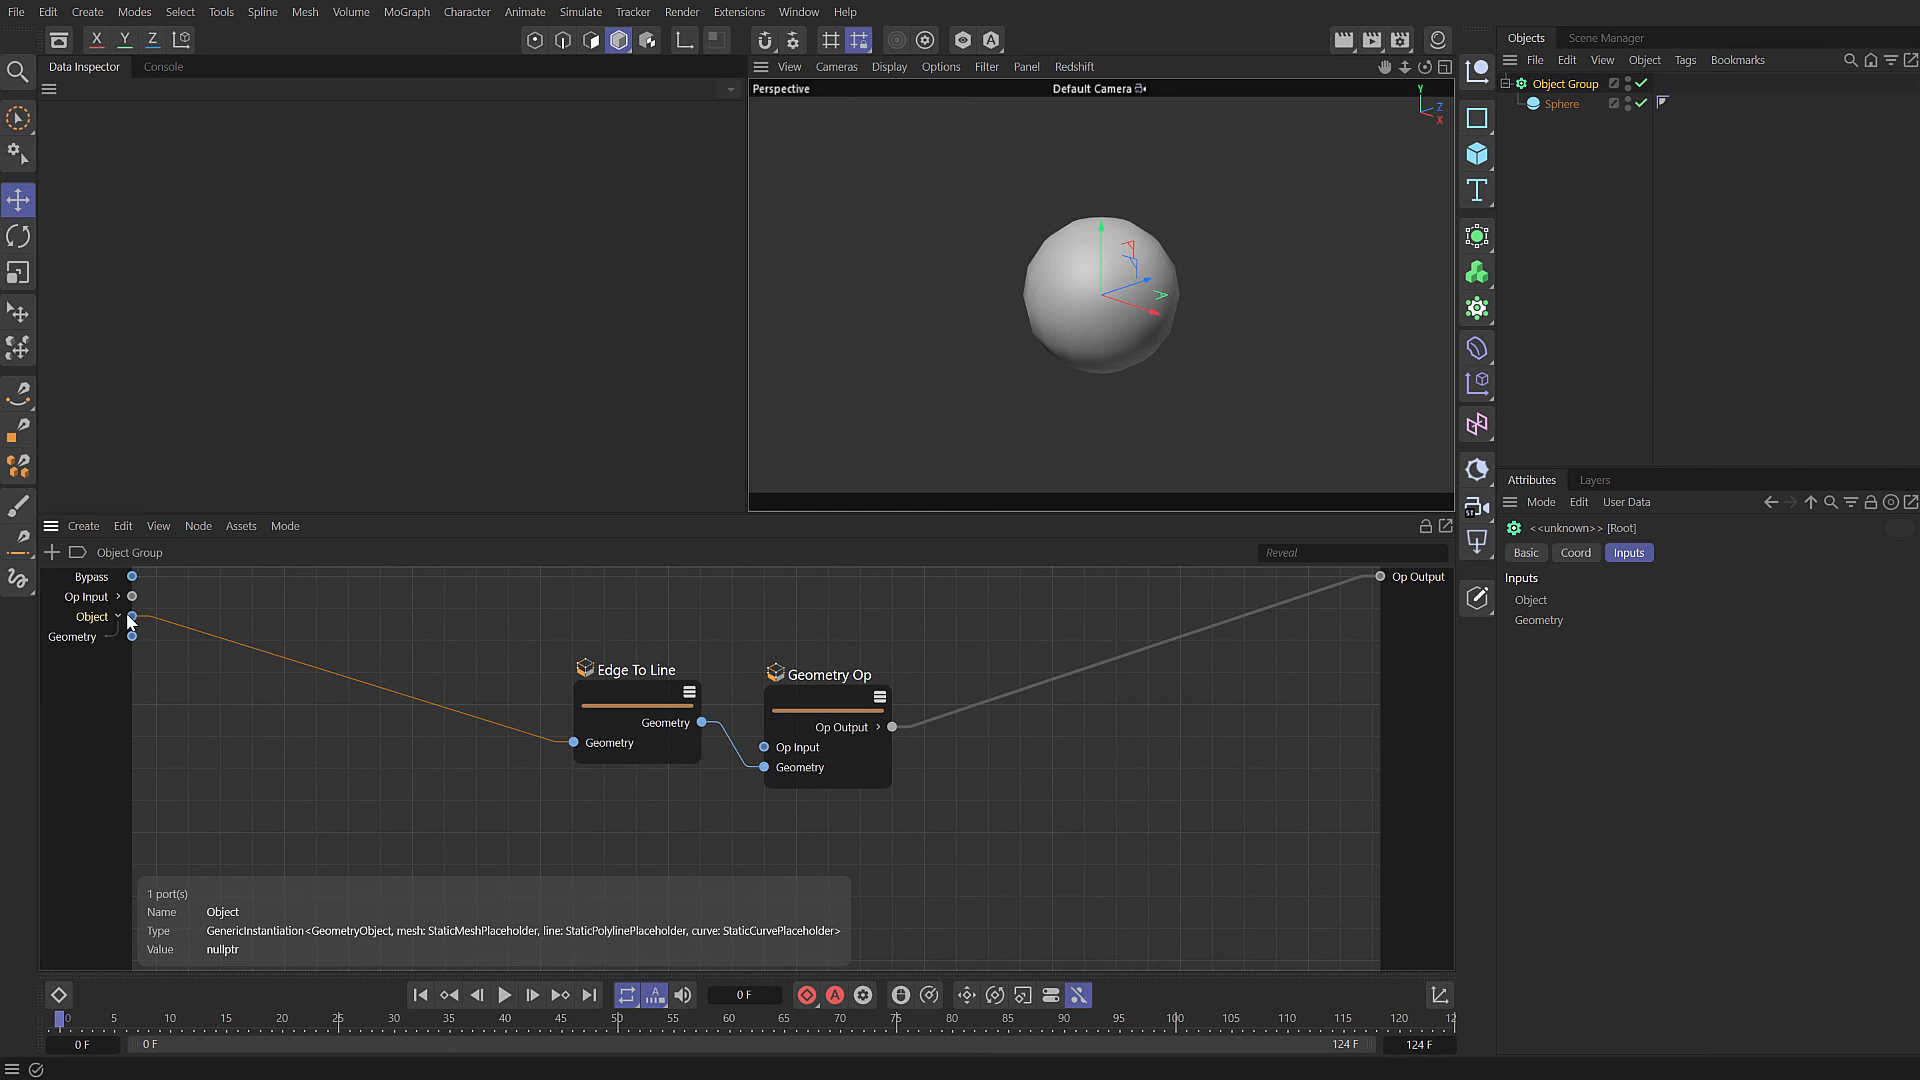 File Edit Create Modes Select Tools Spline Mesh Volume MoGraph Character Animate Simulate Tracker Render Extensions Window Help
X Y Z
Data Inspector Console
View Cameras Display Options Filter Panel Redshift
Perspective Default Camera
Y
Z
X
Objects Scene Manager
File Edit View Object Tags Bookmarks
Object Group
Sphere
Create Edit View Node Assets Mode
Object Group Reveal
Bypass
Op Input
Object
Geometry
Op Output
Edge To Line
Geometry
Geometry
Geometry Op
Op Output
Op Input
Geometry
1 port(s)
Name Object
Type GenericInstantiation<GeometryObject, mesh: StaticMeshPlaceholder, line: StaticPolylinePlaceholder, curve: StaticCurvePlaceholder>
Value nullptr
Attributes Layers
Mode Edit User Data
<<unknown>> [Root]
Basic Coord Inputs
Inputs
Object
Geometry
0 F
0 5 10 15 20 25 30 35 40 45 50 55 60 65 70 75 80 85 90 95 100 105 110 115 120 12
0 F 0 F 124 F 124 F